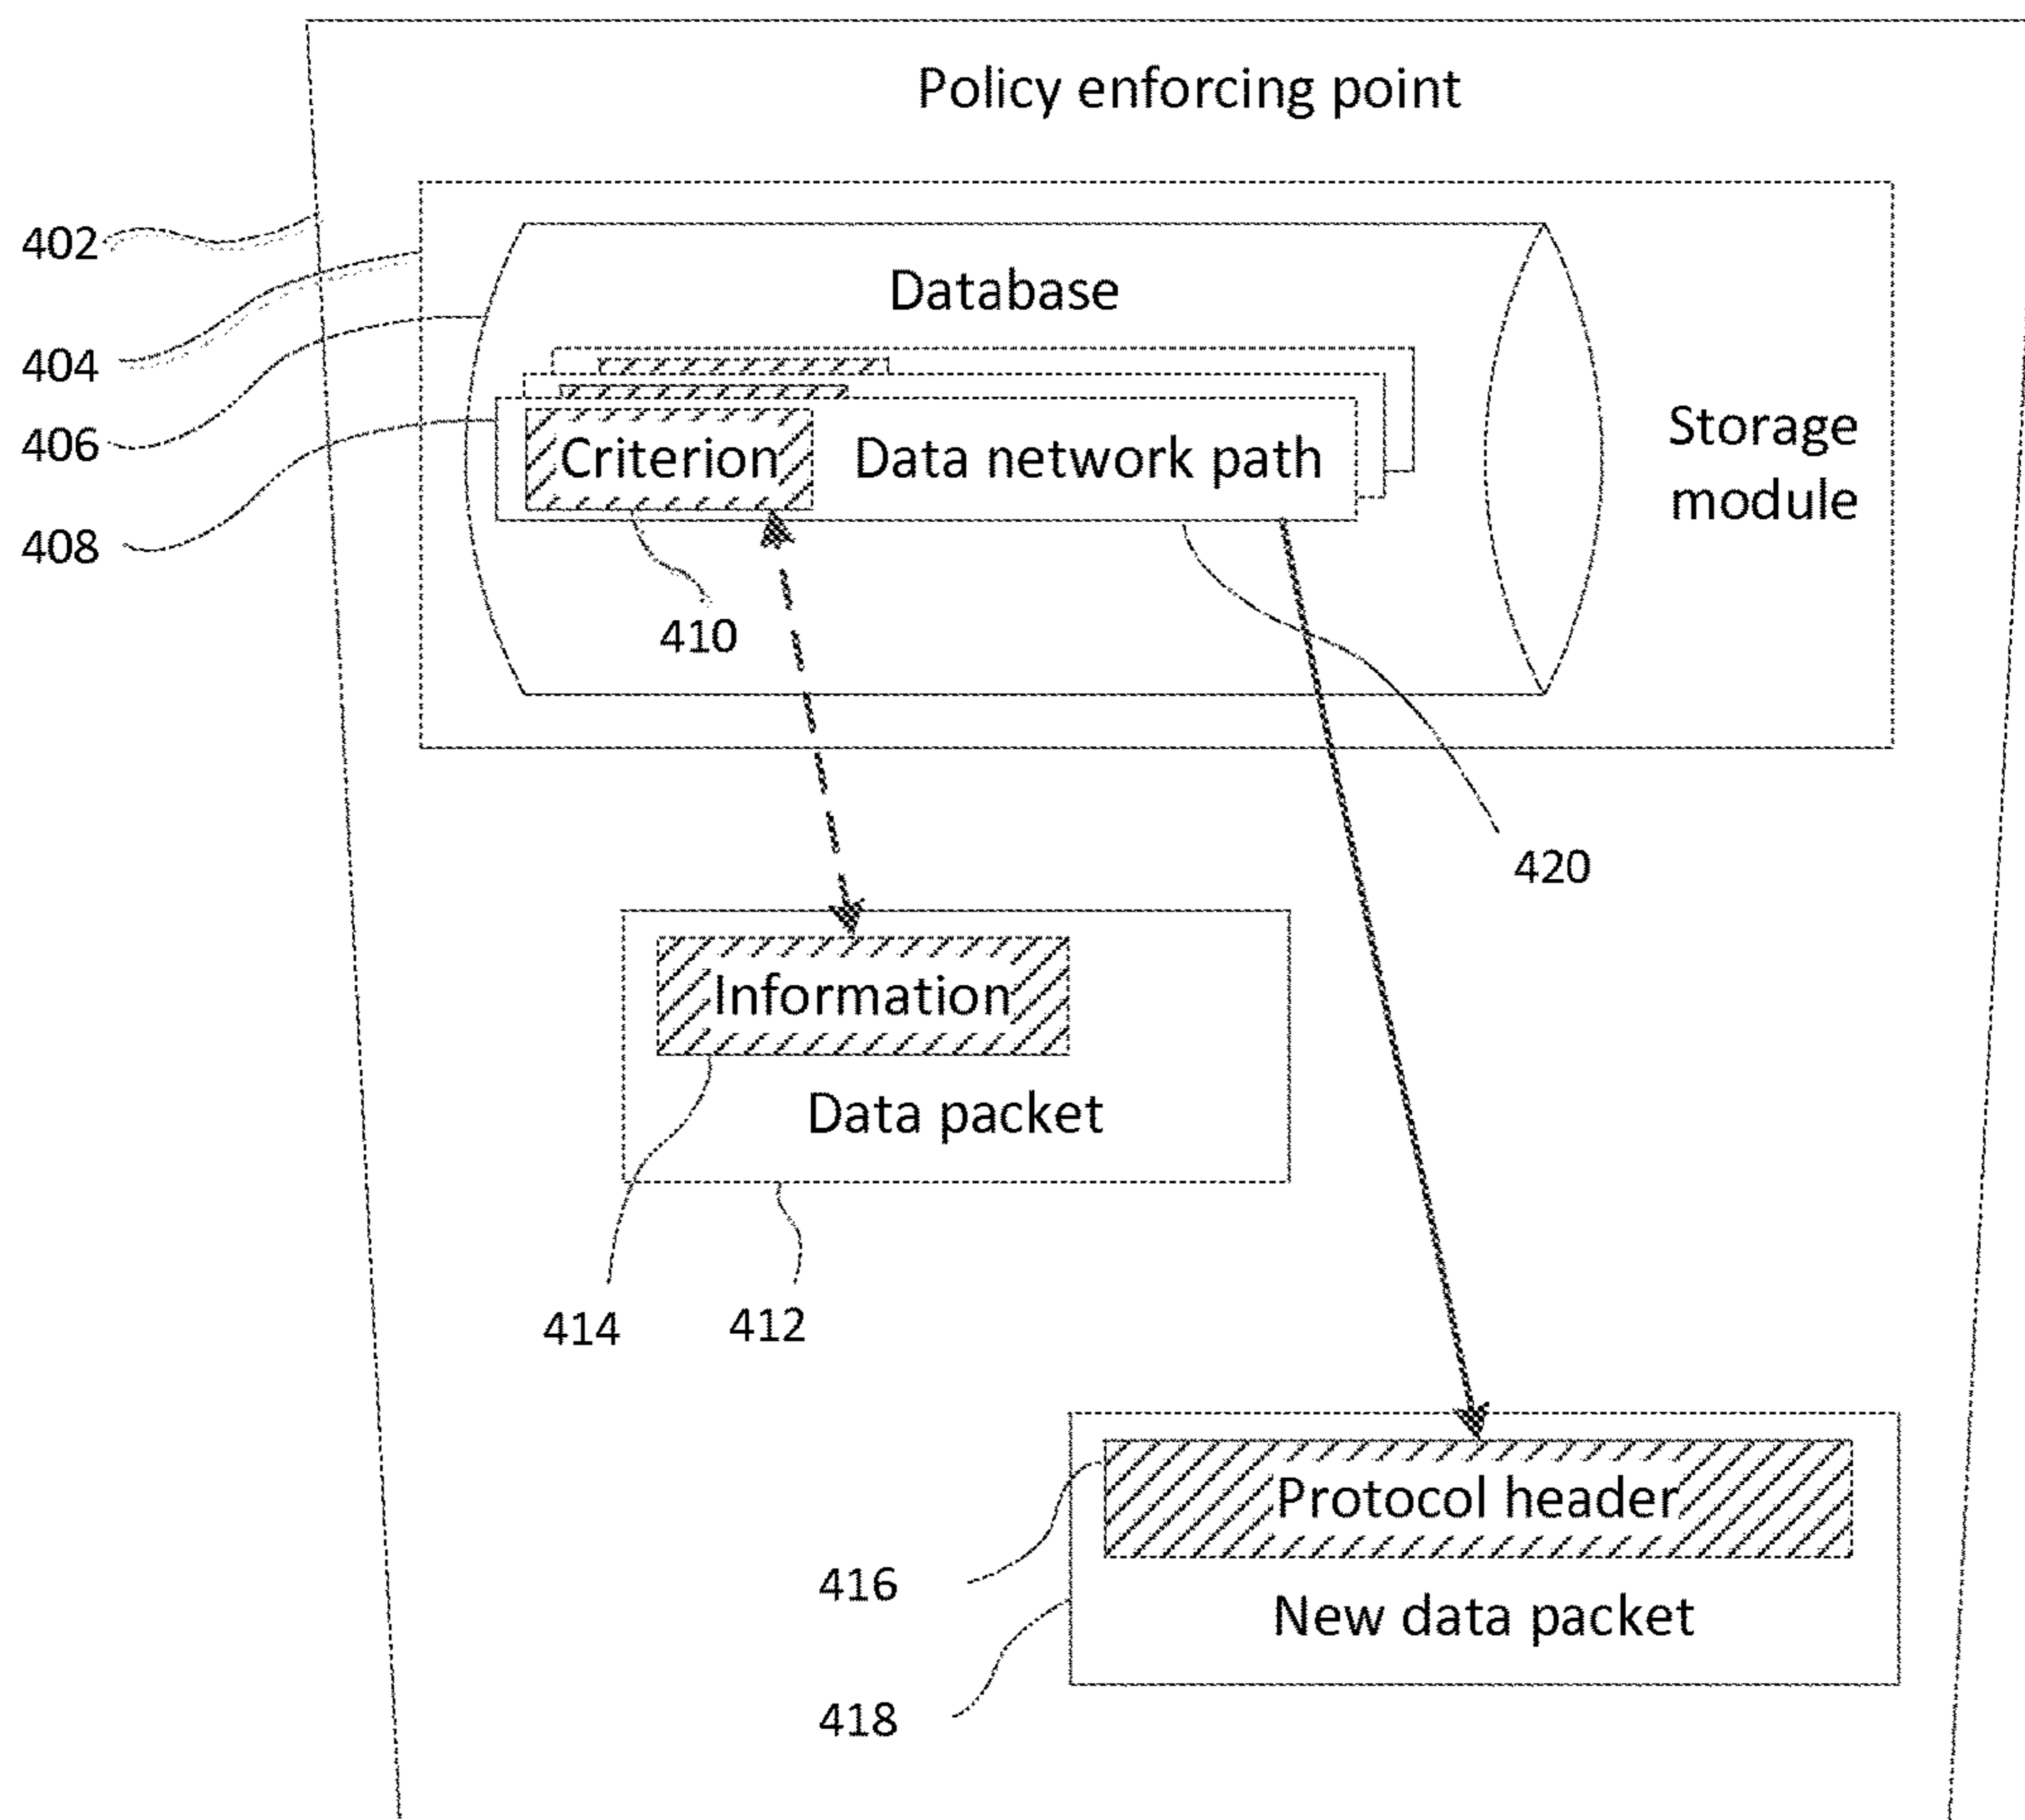 Policy enforcing point
402
Database
404
406
Storage
module
Criterion
Data network path
408
410
420
Information
Data packet
414
412
Protocol header
416
New data packet
418